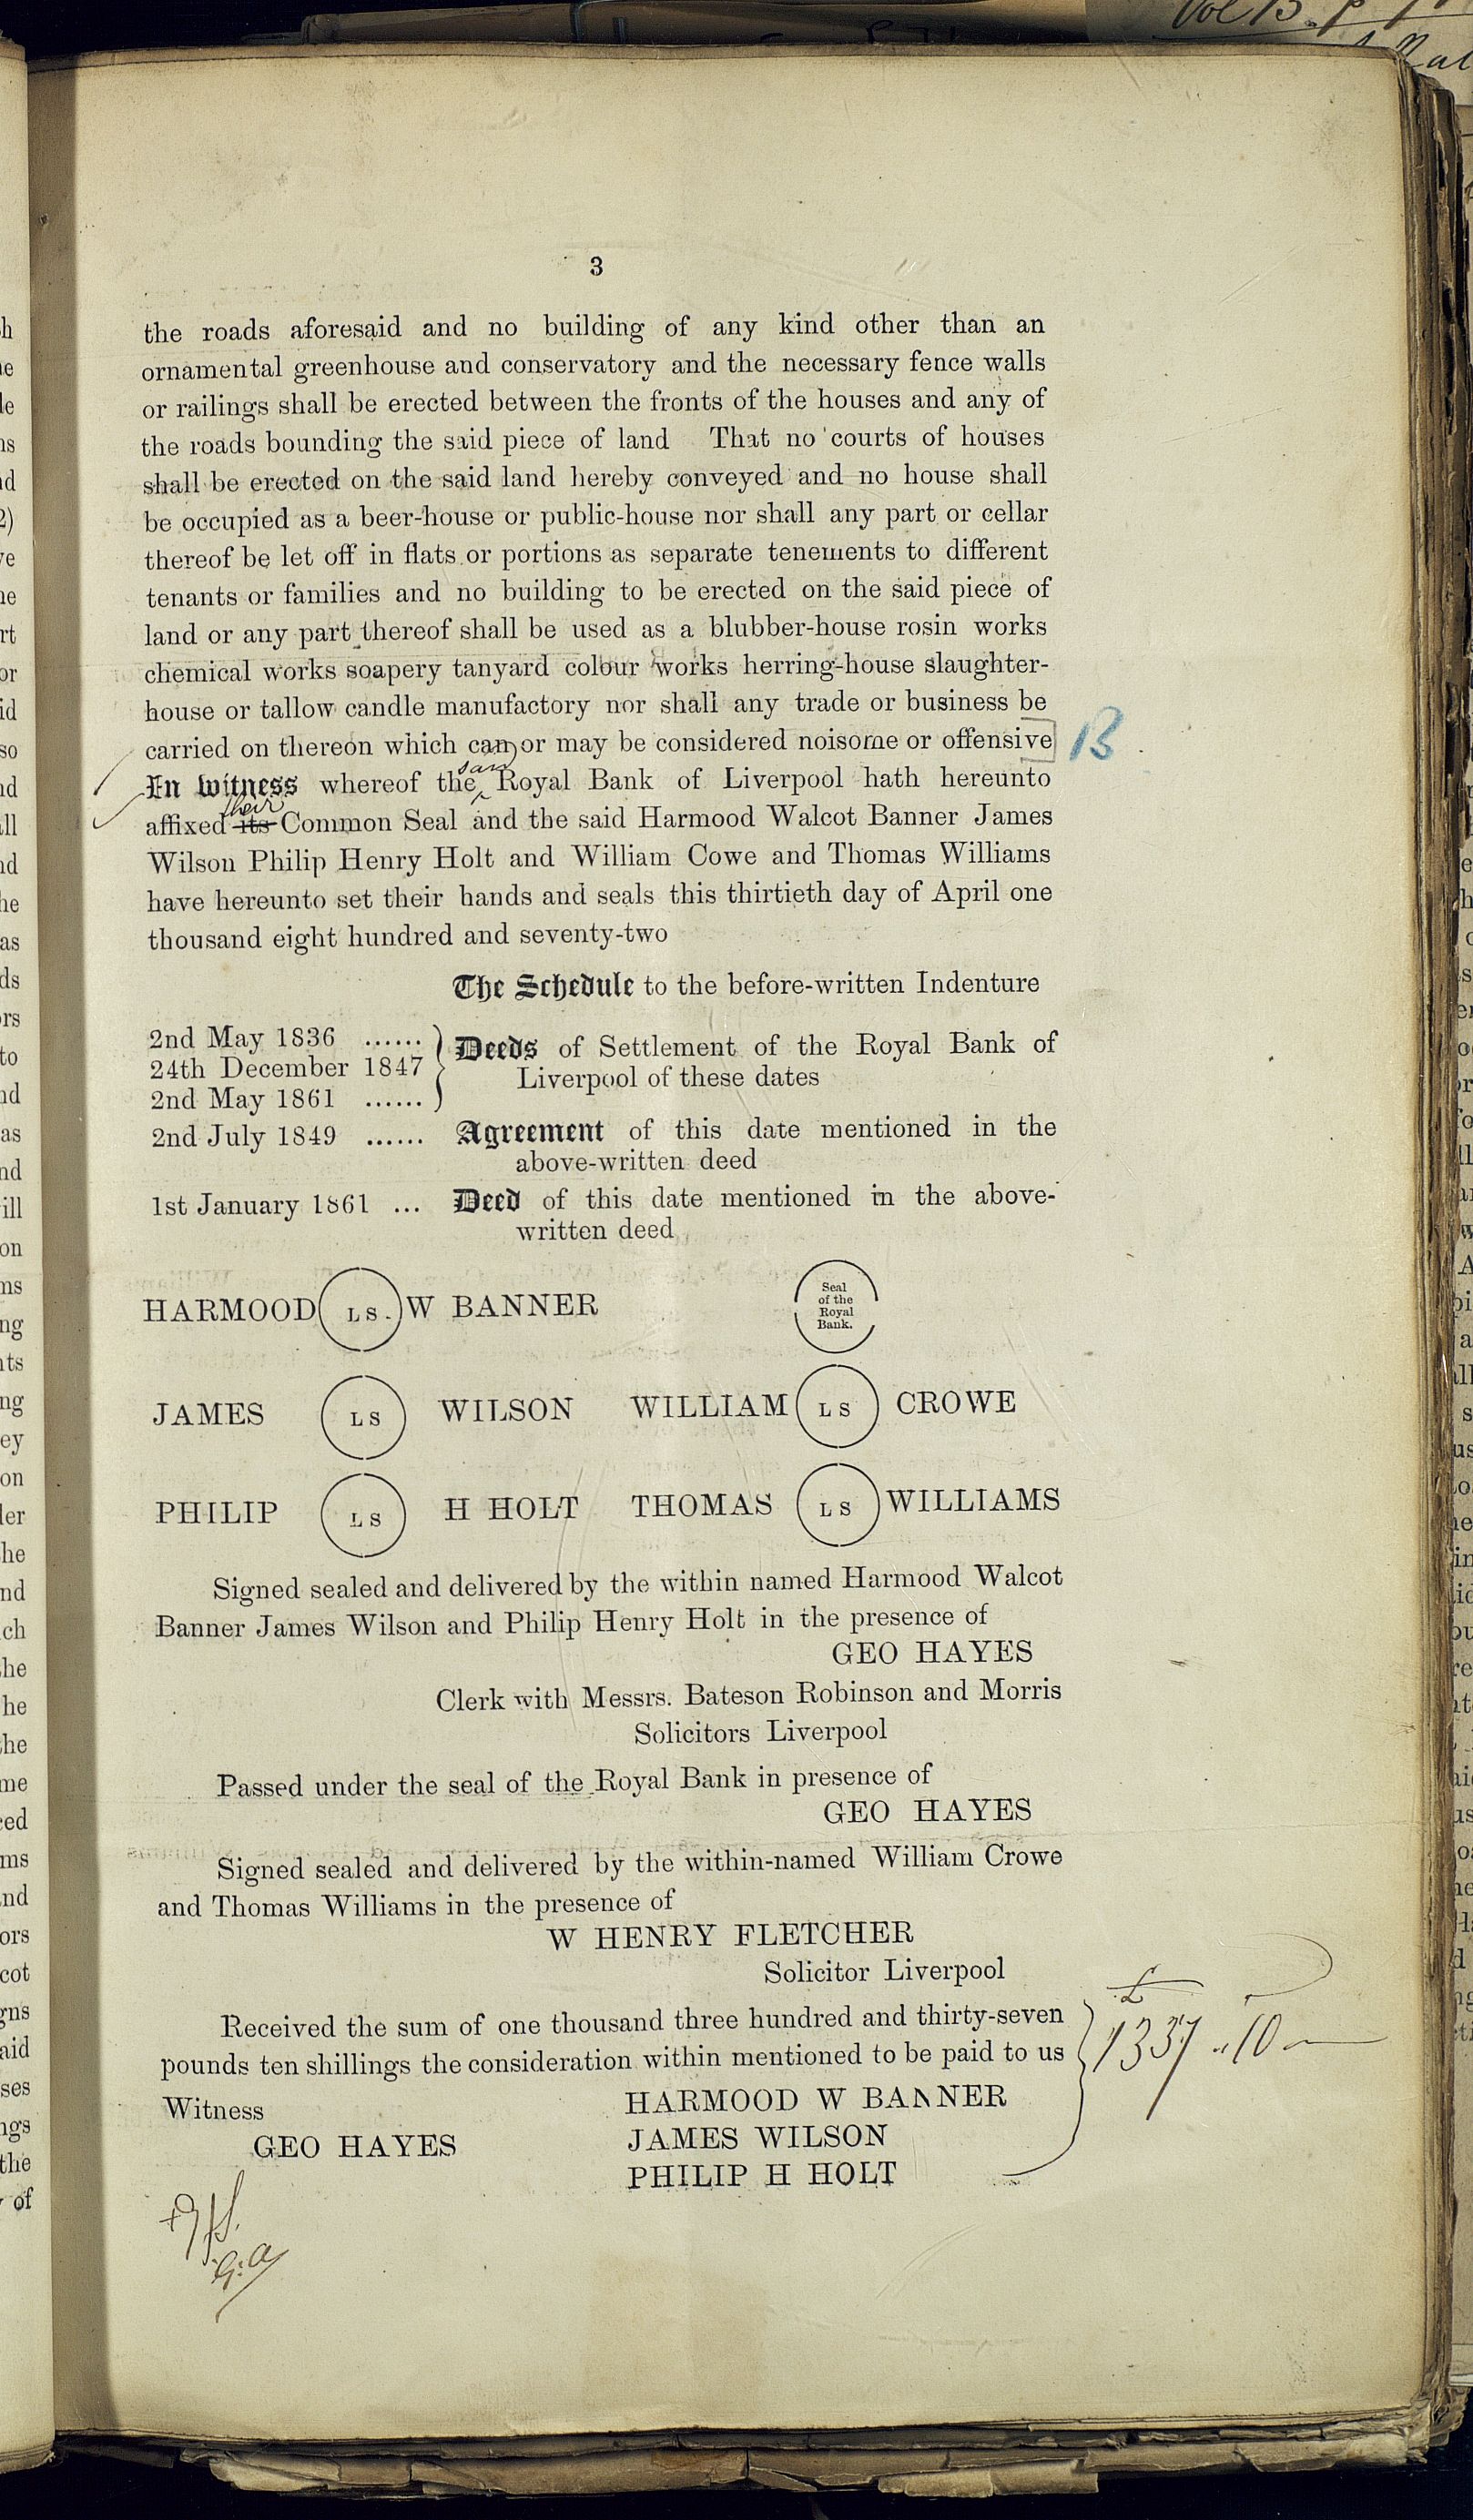 3
the roads aforesaid and no building of any kind other than an
ornamental greenhouse and conservatory and the necessary fence walls
or railings shall be erected between the fronts of the houses and any of
the roads bounding the said piece of land That no courts of houses
shall be erected on the said land hereby conveyed and no house shall
be occupied as a beer-house or public-house nor shall any part or cellar
thereof be let off in flats or portions as separate tenements to different
tenants or families and no building to be erected on the said piece of
land or any part thereof shall be used as a blubber-house rosin works
chemical works soapery tanyard colour works herring-house slaughter-
house or tallow candle manufactory nor shall any trade or business be
carried on thereon which can or may be considered noisome or offensive] B
In witness whereof the said Royal Bank of Liverpool hath hereunto
affixed its their Common Seal and the said Harmood Walcot Banner James
Wilson Philip Henry Holt and William Cowe and Thomas Williams
have hereunto set their hands and seals this thirtieth day of April one
thousand eight hundred and seventy-two
The Schedule to the before-written Indenture
2nd May 1836 ......
24th December 1847
2nd May 1861 ......
Deeds of Settlement of the Royal Bank of
Liverpool of these dates
2nd July 1849 ...... Agreement of this date mentioned in the
above-written deed
1st January 1861 ... Deed of this date mentioned in the above-
written deed
HARMOOD L S . W BANNER
Seal
of the
Royal
Bank.
JAMES L S WILSON WILLIAM L S CROWE
PHILIP L S H HOLT THOMAS L S WILLIAMS
Signed sealed and delivered by the within named Harmood Walcot
Banner James Wilson and Philip Henry Holt in the presence of
GEO HAYES
Clerk with Messrs. Bateson Robinson and Morris
Solicitors Liverpool
Passed under the seal of the Royal Bank in presence of
GEO HAYES
Signed sealed and delivered by the within-named William Crowe
and Thomas Williams in the presence of
W HENRY FLETCHER
Solicitor Liverpool
Received the sum of one thousand three hundred and thirty-seven
pounds ten shillings the consideration within mentioned to be paid to us
£
1337 . 10
Witness HARMOOD W BANNER
GEO HAYES JAMES WILSON
PHILIP H HOLT